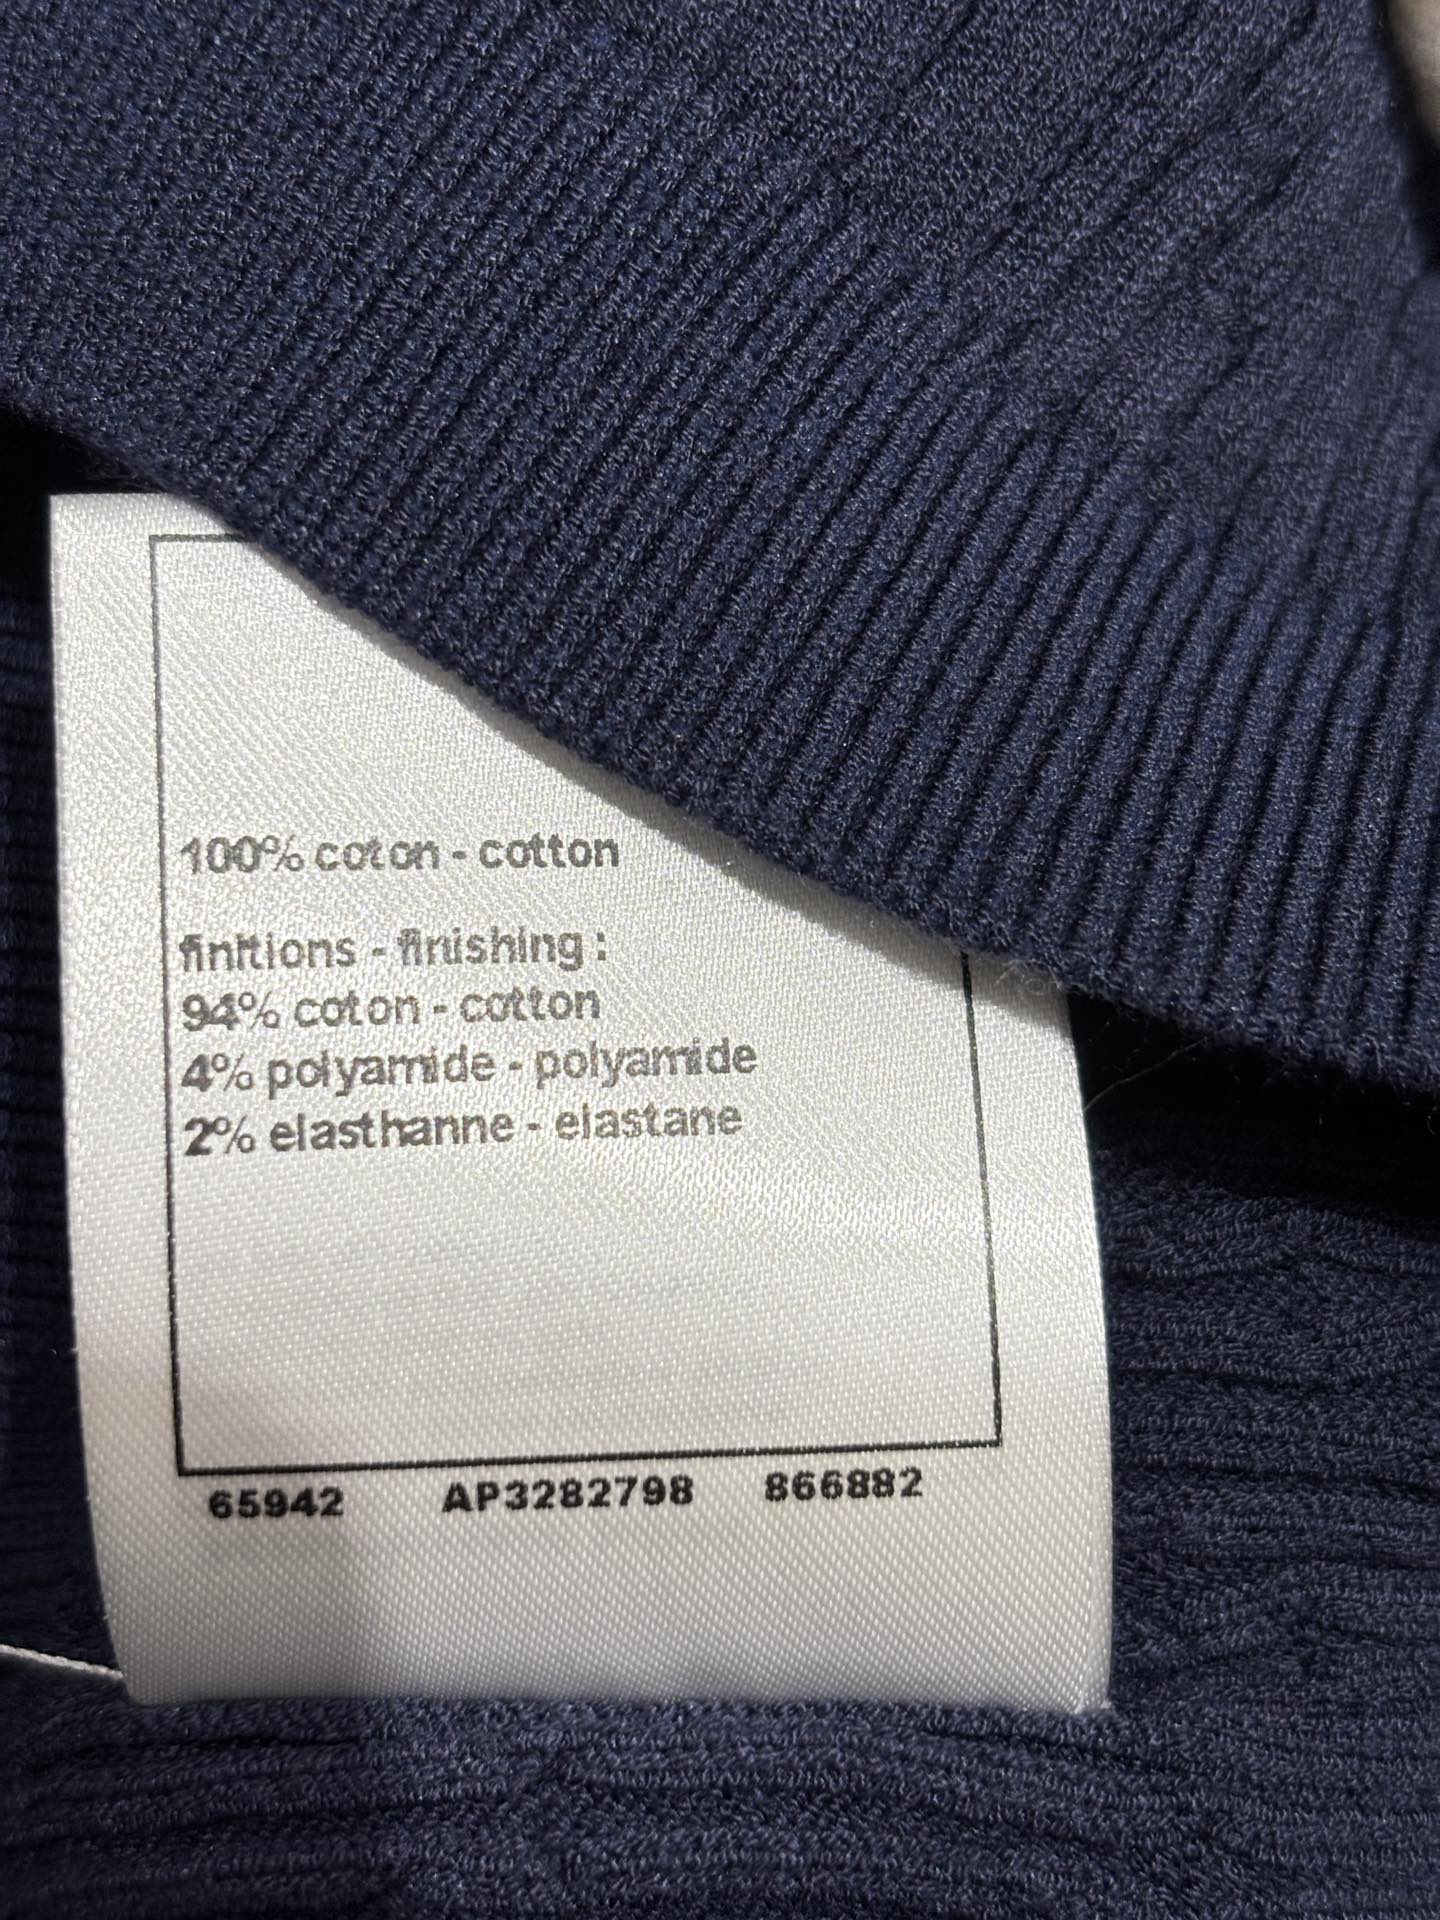 100% coton - cotton
finitions - finishing :
94% coton - cotton
4% polyamide - polyamide
2% elasthanne - elastane
65942 AP3282798 866882